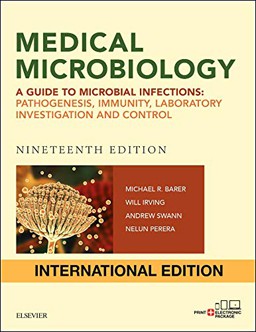 MEDICAL
MICROBIOLOGY
A GUIDE TO MICROBIAL INFECTIONS:
PATHOGENESIS, IMMUNITY, LABORATORY
INVESTIGATION AND CONTROL
NINETEENTH EDITION
MICHAEL R. BARER
WILL IRVING
ANDREW SWANN
NELUN PERERA
INTERNATIONAL EDITION
ELSEVIER
PRINT + ELECTRONIC
PACKAGE